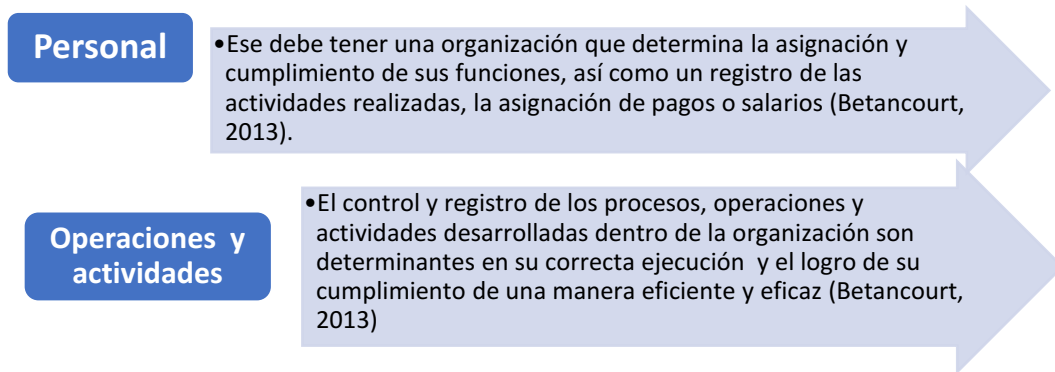 Personal
•Ese debe tener una organización que determina la asignación y
cumplimiento de sus funciones, así como un registro de las
actividades realizadas, la asignación de pagos o salarios (Betancourt,
2013).
Operaciones y
actividades
•El control y registro de los procesos, operaciones y
actividades desarrolladas dentro de la organización son
determinantes en su correcta ejecución y el logro de su
cumplimiento de una manera eficiente y eficaz (Betancourt,
2013)